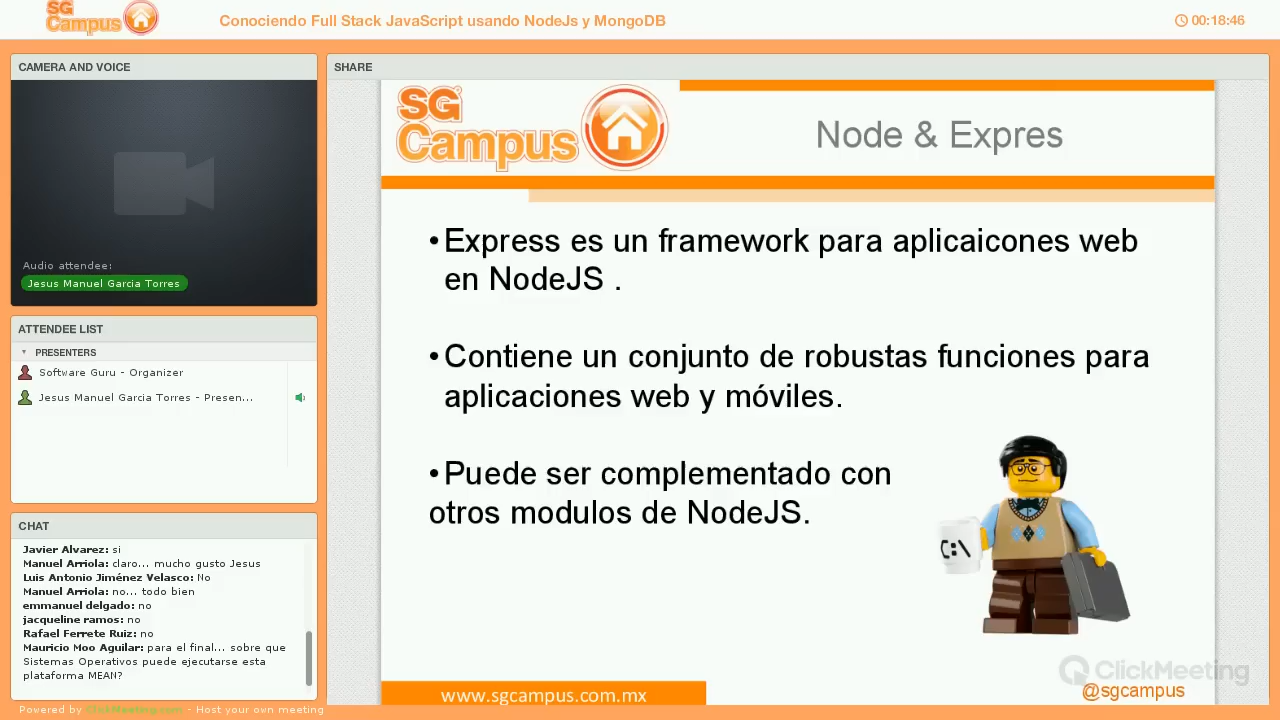 SG Campus
Conociendo Full Stack JavaScript usando NodeJs y MongoDB
00:18:46
CAMERA AND VOICE
Audio attendee:
Jesus Manuel Garcia Torres
ATTENDEE LIST
PRESENTERS
Software Guru - Organizer
Jesus Manuel Garcia Torres - Presen...
CHAT
Javier Alvarez: si
Manuel Arriola: claro... mucho gusto Jesus
Luis Antonio Jiménez Velasco: No
Manuel Arriola: no... todo bien
emmanuel delgado: no
jacqueline ramos: no
Rafael Ferrete Ruiz: no
Mauricio Moo Aguilar: para el final... sobre que
Sistemas Operativos puede ejecutarse esta
plataforma MEAN?
Powered by ClickMeeting.com - Host your own meeting
SHARE
SG
Campus
Node & Expres
•Express es un framework para aplicaicones web
en NodeJS .
•Contiene un conjunto de robustas funciones para
aplicaciones web y móviles.
•Puede ser complementado con
otros modulos de NodeJS.
C:\
ClickMeeting
www.sgcampus.com.mx
@sgcampus